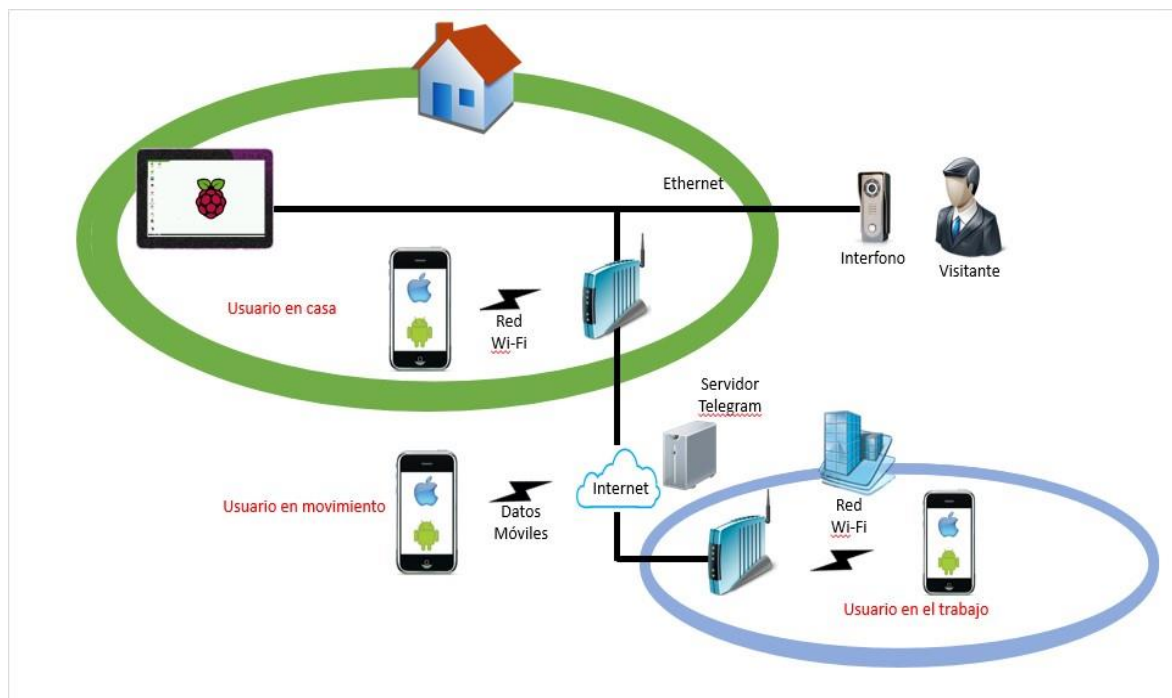 Ethernet
Interfono
Visitante
Usuario en casa
Red
Wi-Fi
Servidor
Telegram
Usuario en movimiento
Datos
Móviles
Internet
Red
Wi-Fi
Usuario en el trabajo